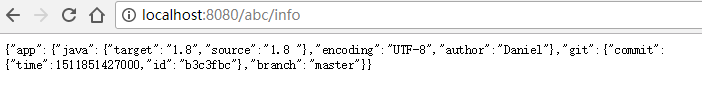 localhost:8080/abc/info
{"app":{"java":{"target":"1.8","source":"1.8 "},"encoding":"UTF-8","author":"Daniel"},"git":{"commit":
{"time":1511851427000,"id":"b3c3fbc"},"branch":"master"}}